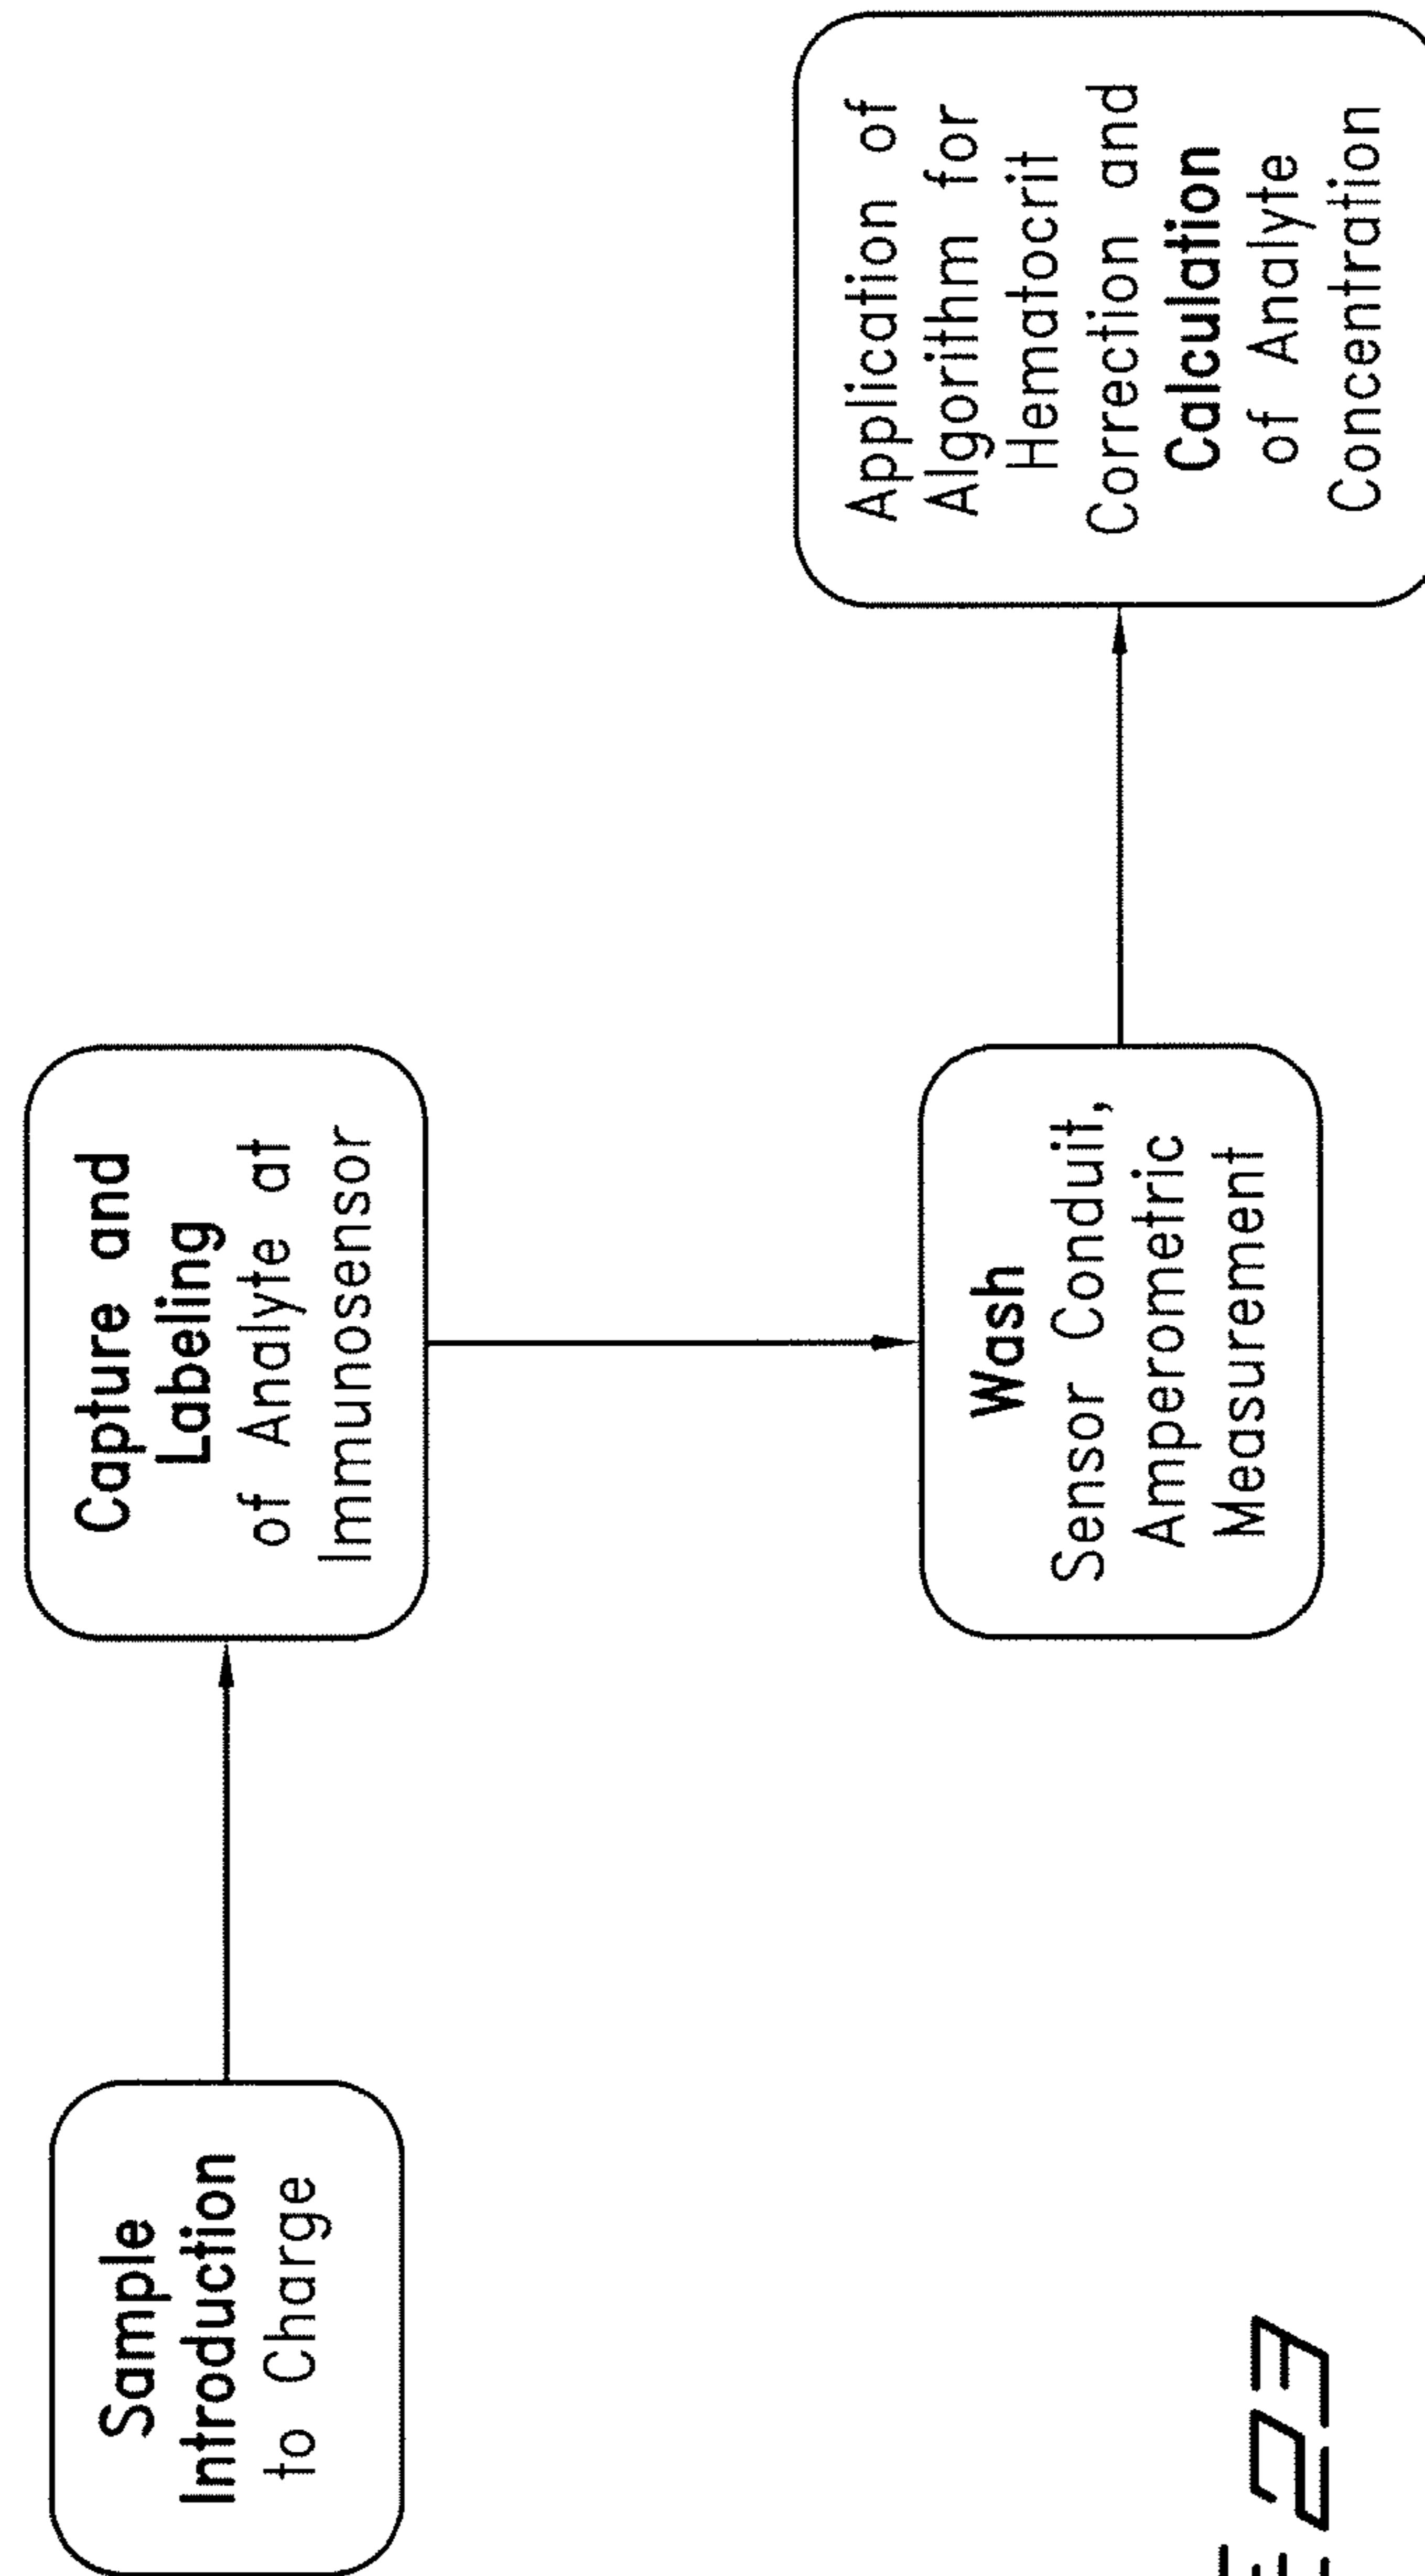 Sample
Introduction
to Charge
Capture and
Labeling
of Analyte at
Immunosensor
Wash
Sensor Conduit,
Amperometric
Measurement
Application of
Algorithm for
Hematocrit
Correction and
Calculation
of Analyte
Concentration
23